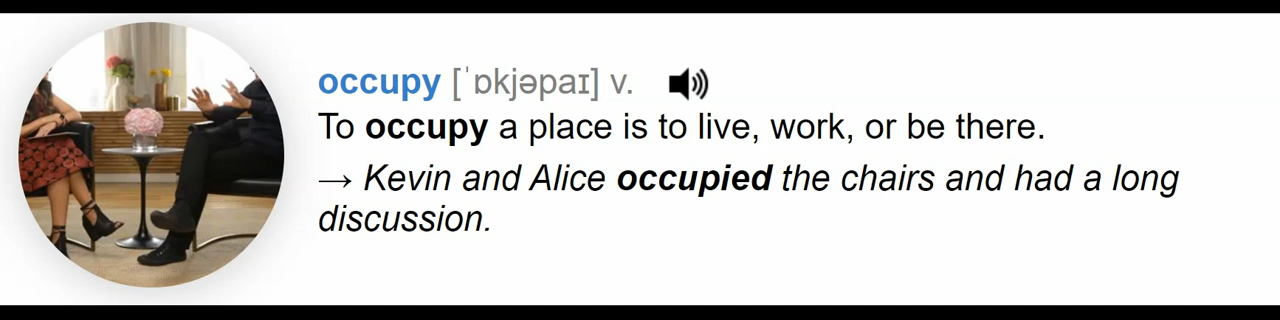 occupy [ˈɒkjəpaɪ] v.
To occupy a place is to live, work, or be there.
→ Kevin and Alice occupied the chairs and had a long
discussion.